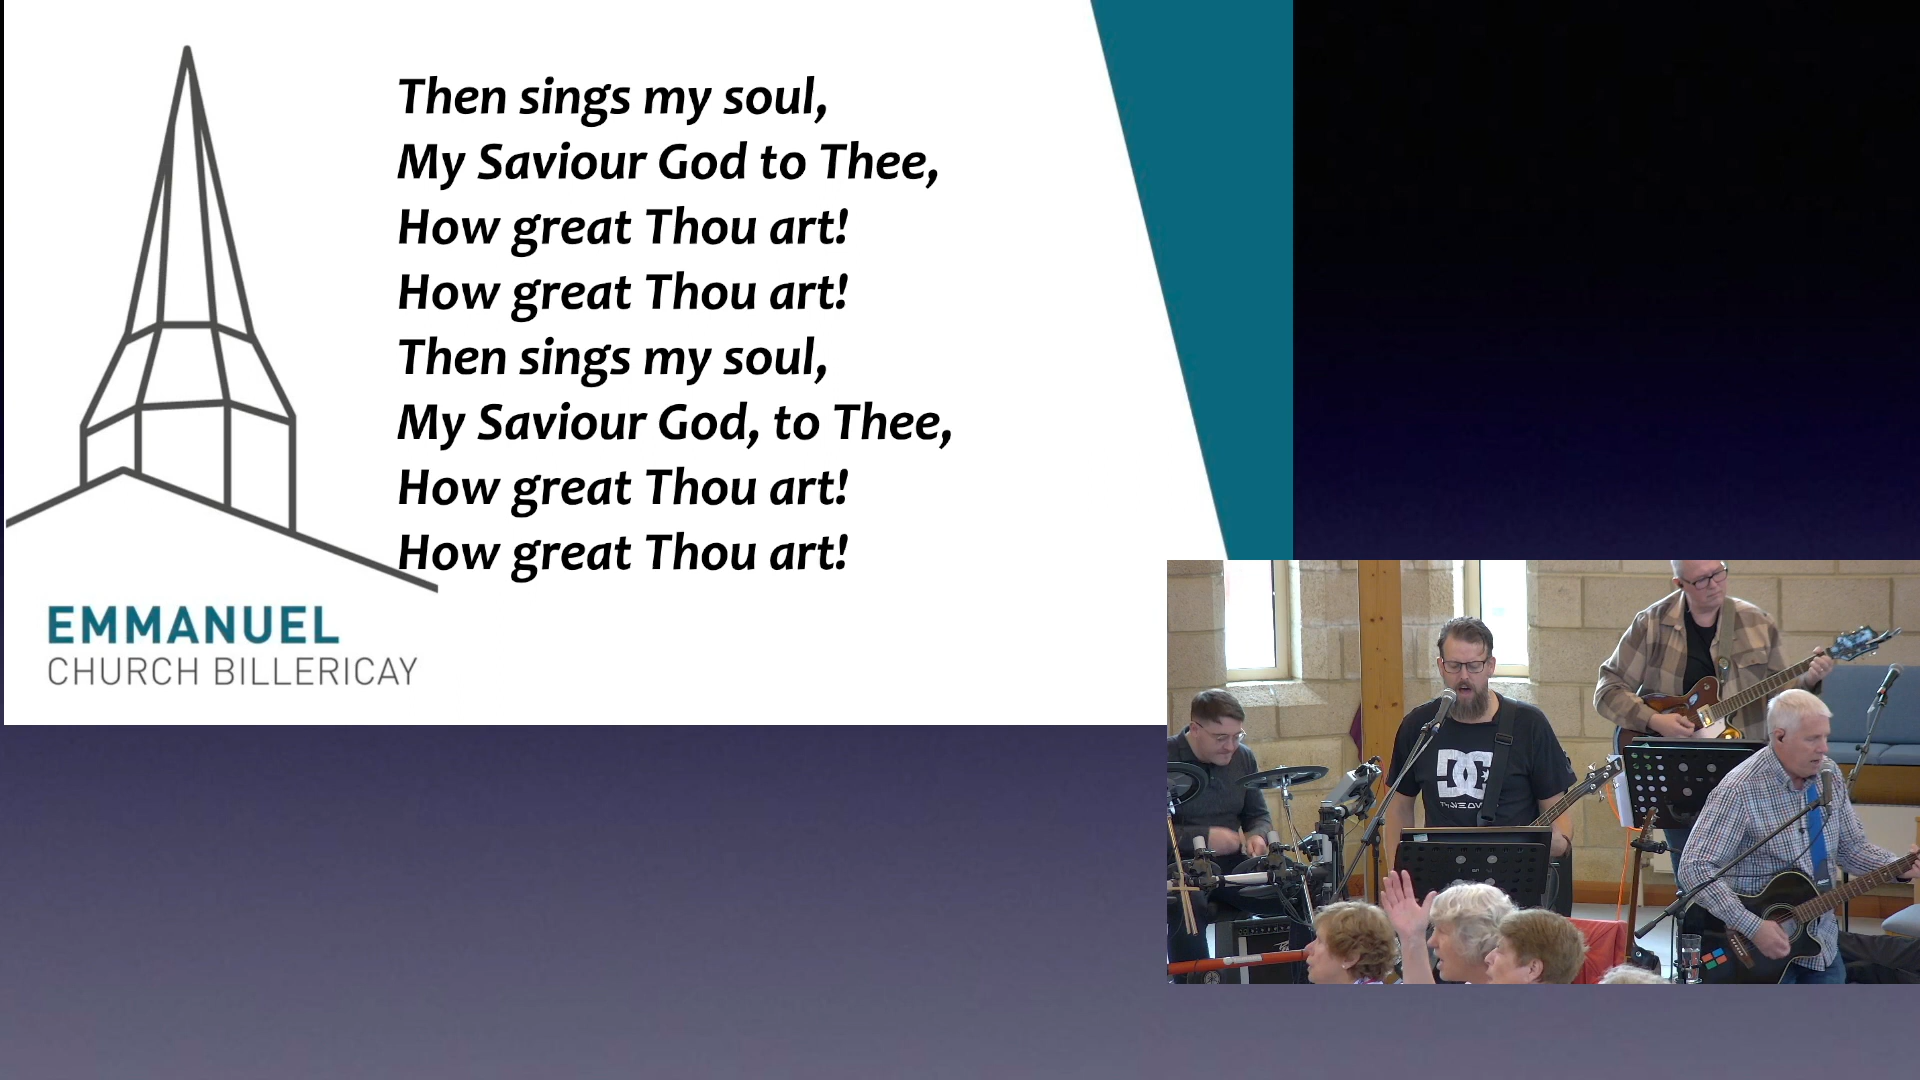 Then sings my soul,
My Saviour God to Thee,
How great Thou art!
How great Thou art!
Then sings my soul,
My Saviour God, to Thee,
How great Thou art!
How great Thou art!
EMMANUEL
CHURCH BILLERICAY
DC